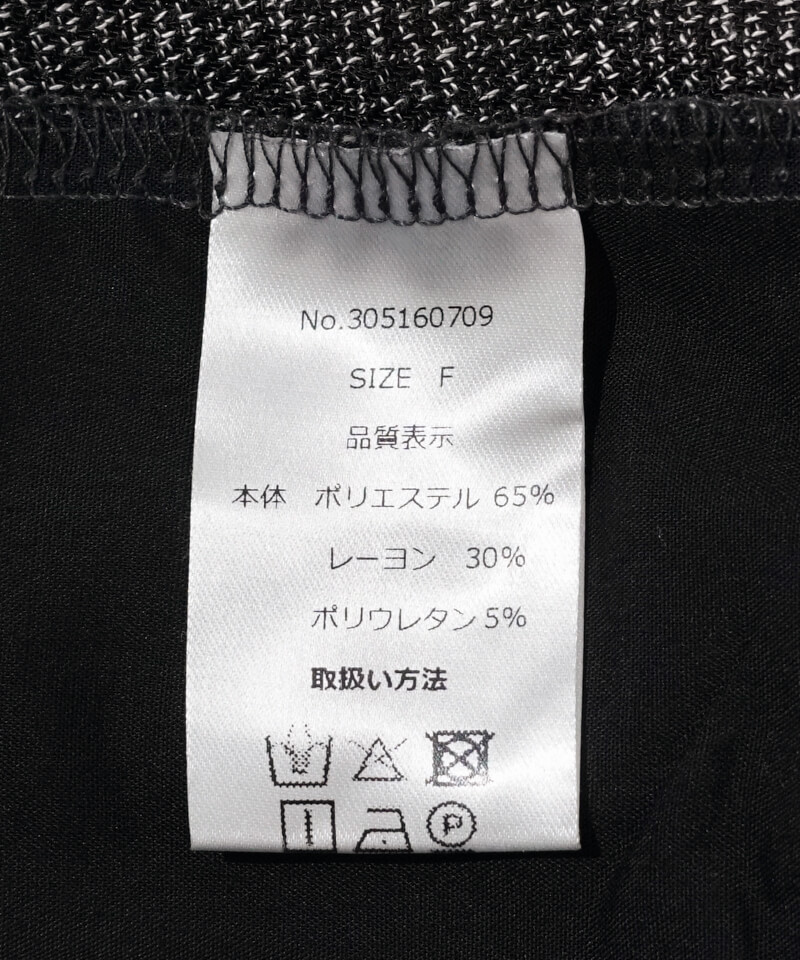 No.305160709
SIZE F
品質表示
本体 ポリエステル 65%
レーヨン 30%
ポリウレタン 5%
取扱い方法
P